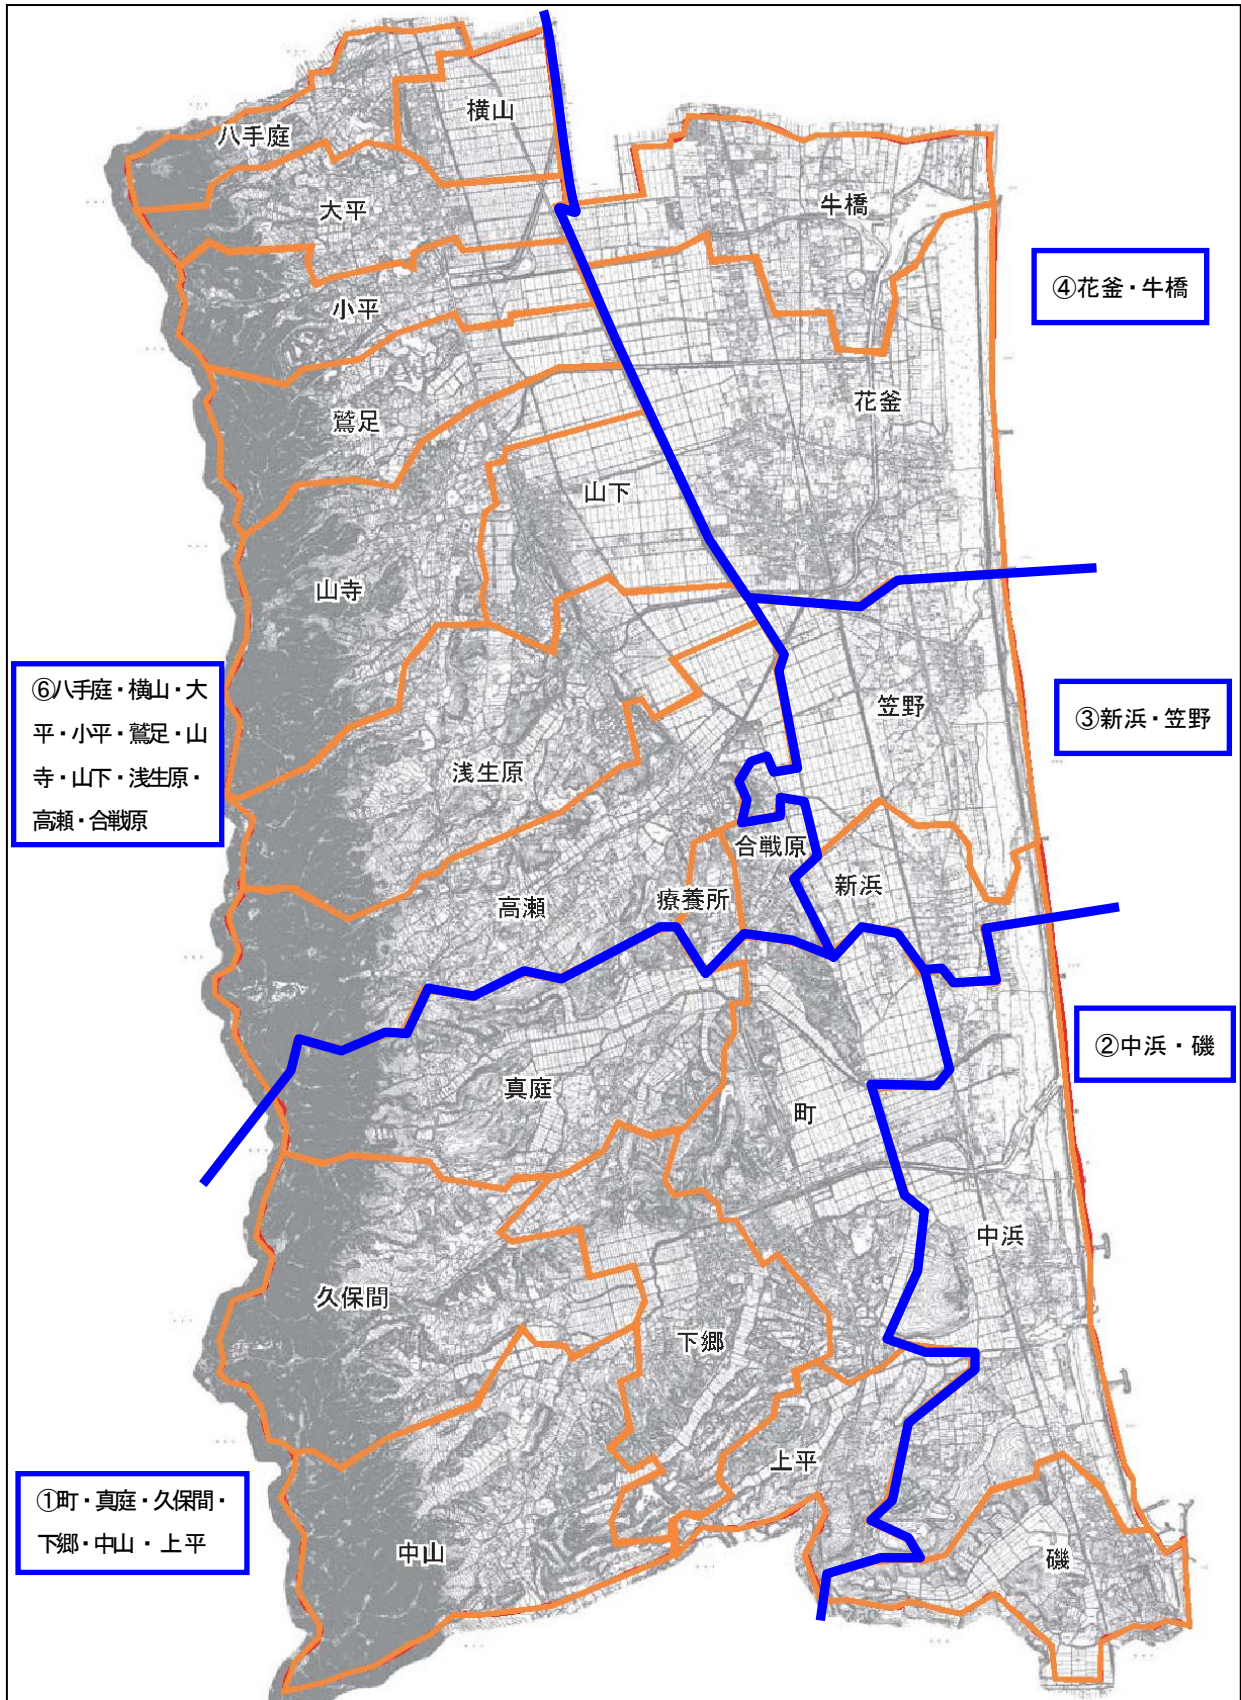 横山
八手庭
牛橋
大平
④花釜・牛橋
小平
花釜
鷲足
山下
山寺
⑥八手庭・横山・大
平・小平・鷲足・山
寺・山下・浅生原・
高瀬・合戦原
笠野
③新浜・笠野
浅生原
合戦原
新浜
療養所
高瀬
②中浜・磯
真庭
町
中浜
久保間
下郷
上平
①町・真庭・久保間・
下郷・中山・上平
中山
磯